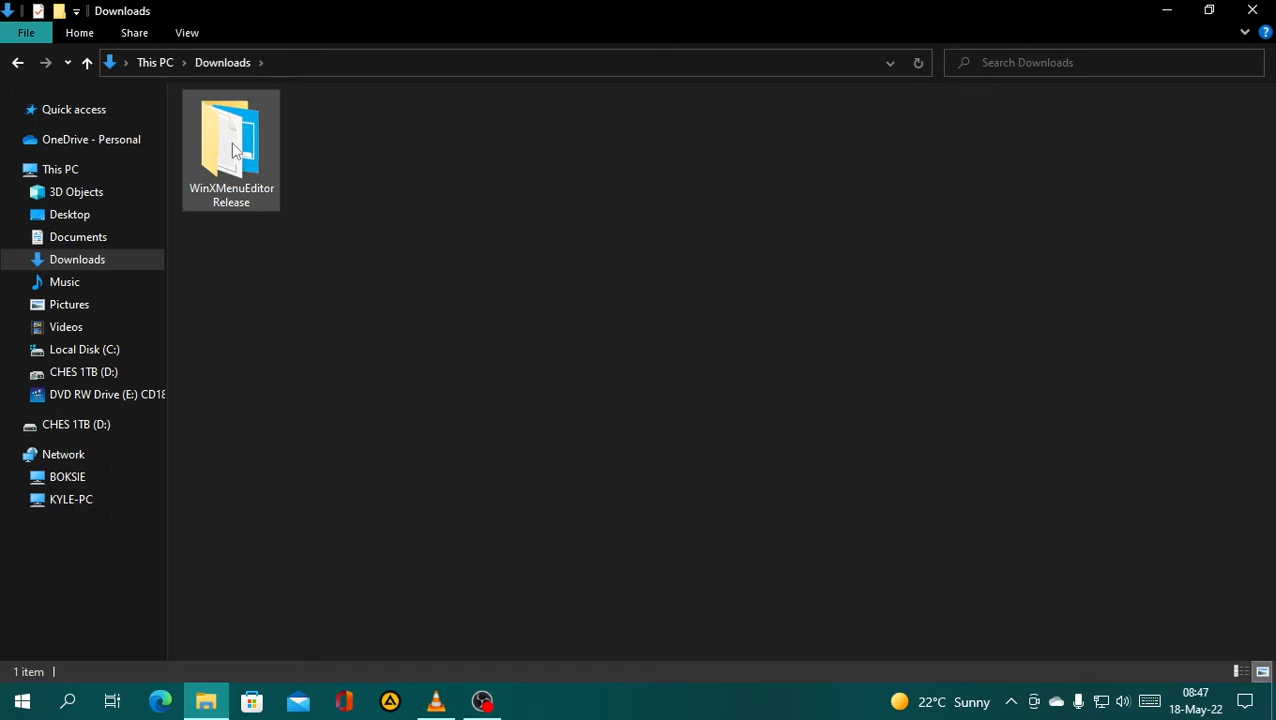 Downloads
File Home Share View
This PC Downloads
Search Downloads
Quick access
OneDrive - Personal
This PC
3D Objects
Desktop
Documents
Downloads
Music
Pictures
Videos
Local Disk (C:)
CHES 1TB (D:)
DVD RW Drive (E:) CD18
CHES 1TB (D:)
Network
BOKSIE
KYLE-PC
WinXMenuEditor
Release
1 item
22°C Sunny
08:47
18-May-22